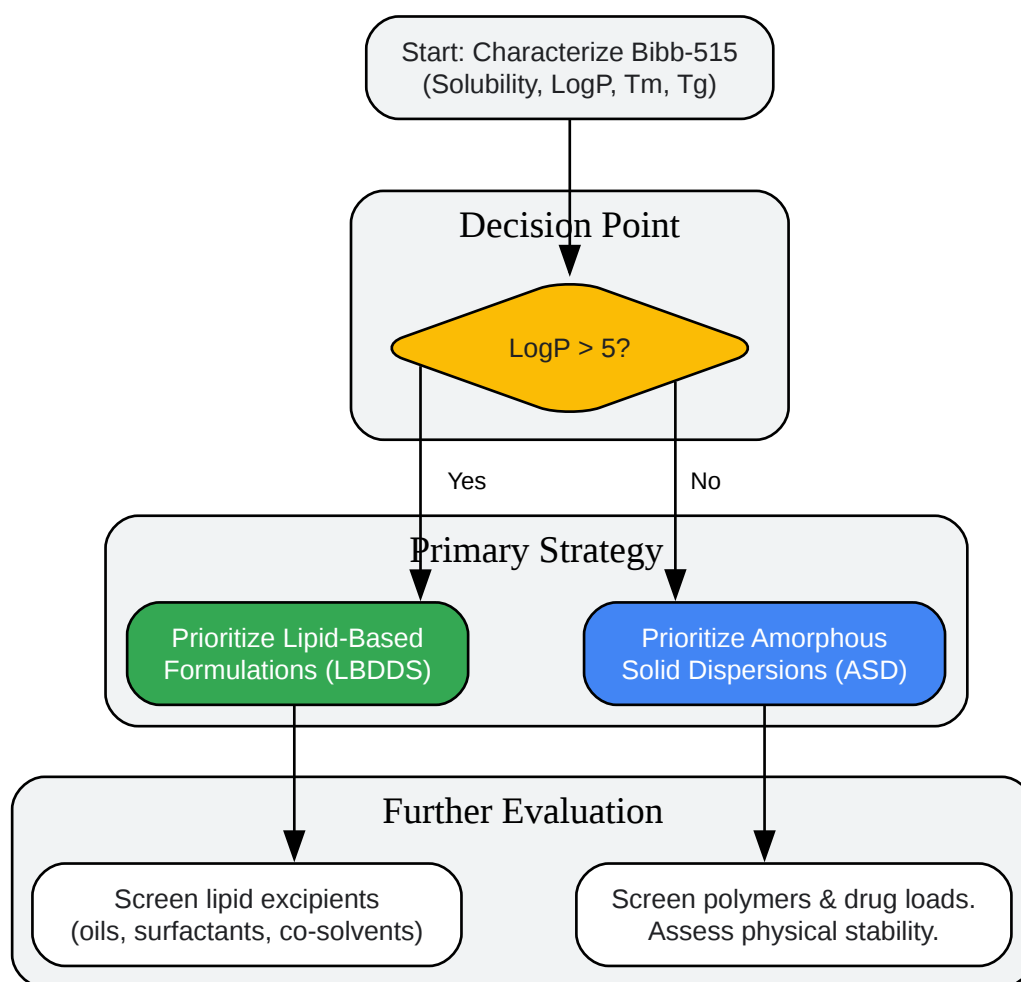 Start: Characterize Bibb-515
(Solubility, LogP, Tm, Tg)
Decision Point
LogP > 5?
Yes
No
Primary Strategy
Prioritize Lipid-Based
Formulations (LBDDS)
Prioritize Amorphous
Solid Dispersions (ASD)
Further Evaluation
Screen lipid excipients
(oils, surfactants, co-solvents)
Screen polymers & drug loads.
Assess physical stability.